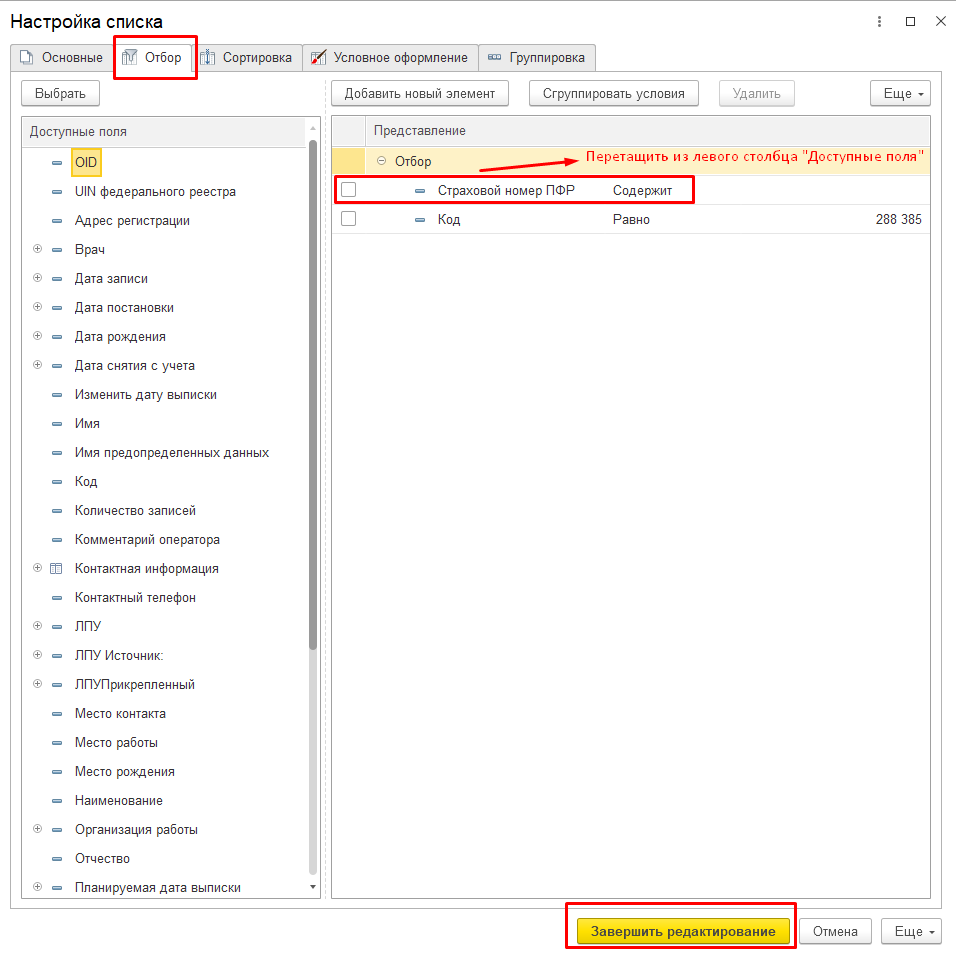 Настройка списка
Основные Отбор Сортировка Условное оформление Группировка
Выбрать Добавить новый элемент Сгруппировать условия Удалить Еще
Доступные поля
OID
UIN федерального реестра
Адрес регистрации
Врач
Дата записи
Дата постановки
Дата рождения
Дата снятия с учета
Изменить дату выписки
Имя
Имя предопределенных данных
Код
Количество записей
Комментарий оператора
Контактная информация
Контактный телефон
ЛПУ
ЛПУ Источник:
ЛПУПрикрепленный
Место контакта
Место работы
Место рождения
Наименование
Организация работы
Отчество
Планируемая дата выписки
Представление
Отбор Перетащить из левого столбца "Доступные поля"
Страховой номер ПФР Содержит
Код Равно 288 385
Завершить редактирование Отмена Еще